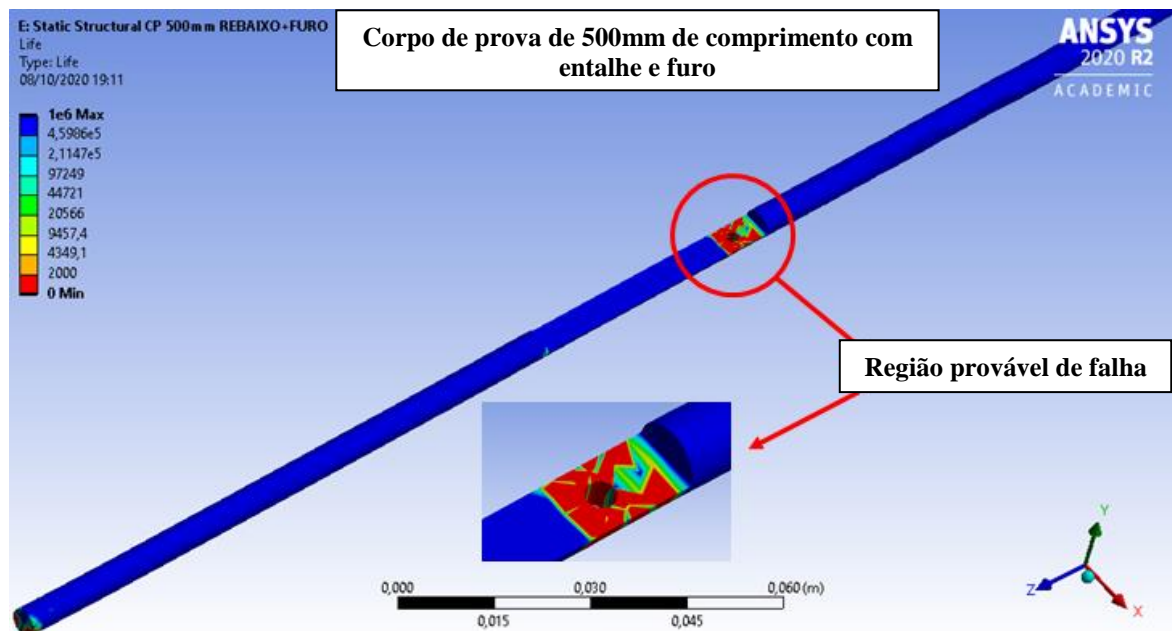 E: Static Structural CP 500mm REBAIXO+FURO
Life
Type: Life
08/10/2020 19:11
1e6 Max
4,5986e5
2,1147e5
97249
44721
20566
9457,4
4349,1
2000
0 Min
Corpo de prova de 500mm de comprimento com
entalhe e furo
ANSYS
2020 R2
ACADEMIC
Região provável de falha
0,000
0,030
0,060 (m)
0,015
0,045
Y
Z
X